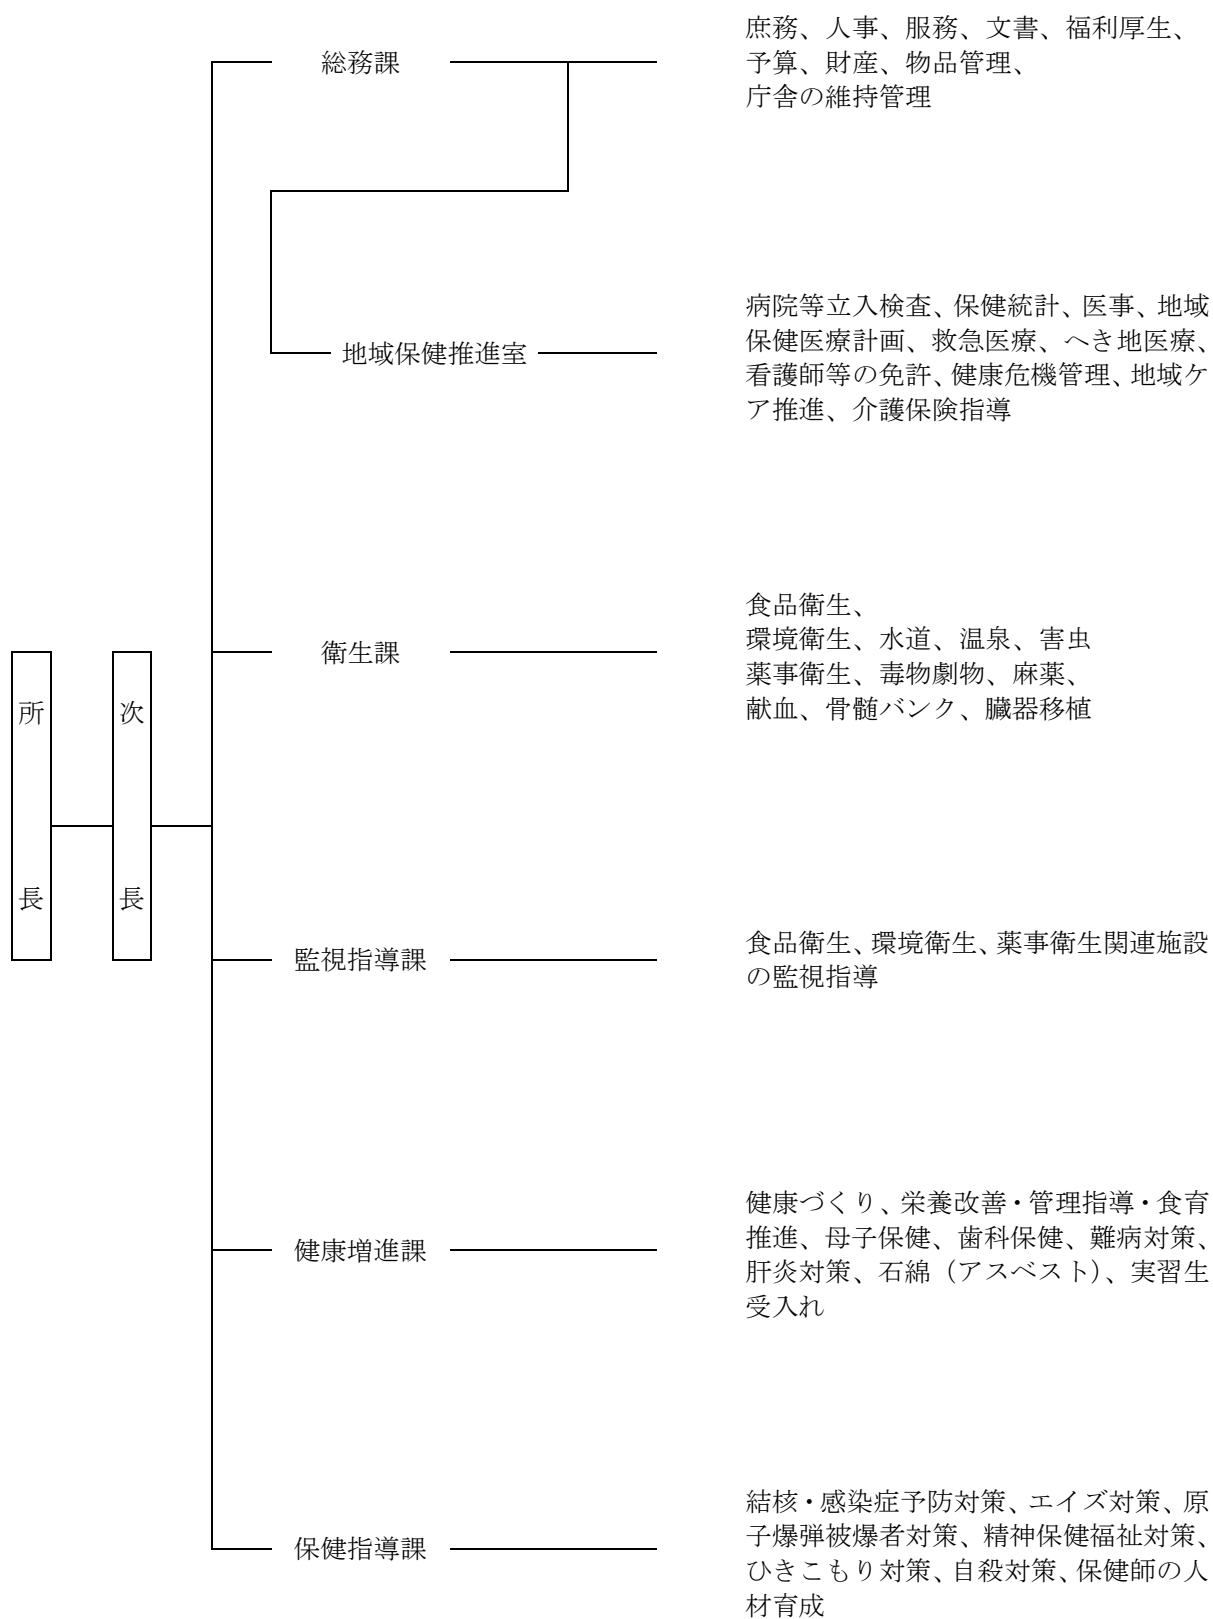 総務課
庶務、人事、服務、文書、福利厚生、
予算、財産、物品管理、
庁舎の維持管理
地域保健推進室
病院等立入検査、保健統計、医事、地域
保健医療計画、救急医療、へき地医療、
看護師等の免許、健康危機管理、地域ケ
ア推進、介護保険指導
所長
次長
衛生課
食品衛生、
環境衛生、水道、温泉、害虫
薬事衛生、毒物劇物、麻薬、
献血、骨髄バンク、臓器移植
監視指導課
食品衛生、環境衛生、薬事衛生関連施設
の監視指導
健康増進課
健康づくり、栄養改善・管理指導・食育
推進、母子保健、歯科保健、難病対策、
肝炎対策、石綿（アスベスト）、実習生
受入れ
保健指導課
結核・感染症予防対策、エイズ対策、原
子爆弾被爆者対策、精神保健福祉対策、
ひきこもり対策、自殺対策、保健師の人
材育成